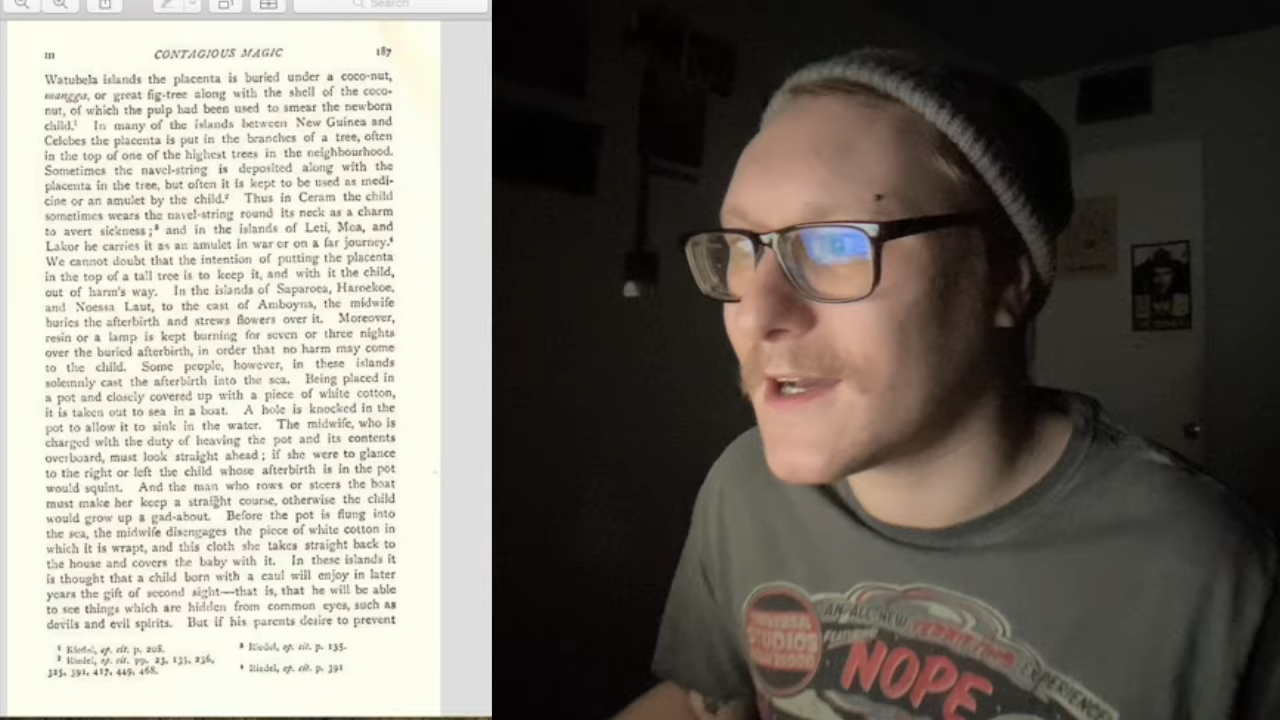 Search
III CONTAGIOUS MAGIC 187
Watubela islands the placenta is buried under a coco-nut,
mangga, or great fig-tree along with the shell of the coco-
nut, of which the pulp had been used to smear the newborn
child.¹ In many of the islands between New Guinea and
Celebes the placenta is put in the branches of a tree, often
in the top of one of the highest trees in the neighbourhood.
Sometimes the navel-string is deposited along with the
placenta in the tree, but often it is kept to be used as medi-
cine or an amulet by the child.² Thus in Ceram the child
sometimes wears the navel-string round its neck as a charm
to avert sickness;³ and in the islands of Leti, Moa, and
Lakor he carries it as an amulet in war or on a far journey.⁴
We cannot doubt that the intention of putting the placenta
in the top of a tall tree is to keep it, and with it the child,
out of harm's way. In the islands of Saparoea, Haroekoe,
and Noessa Laut, to the east of Amboyna, the midwife
buries the afterbirth and strews flowers over it. Moreover,
resin or a lamp is kept burning for seven or three nights
over the buried afterbirth, in order that no harm may come
to the child. Some people, however, in these islands
solemnly cast the afterbirth into the sea. Being placed in
a pot and closely covered up with a piece of white cotton,
it is taken out to sea in a boat. A hole is knocked in the
pot to allow it to sink in the water. The midwife, who is
charged with the duty of heaving the pot and its contents
overboard, must look straight ahead; if she were to glance
to the right or left the child whose afterbirth is in the pot
would squint. And the man who rows or steers the boat
must make her keep a straight course, otherwise the child
would grow up a gad-about. Before the pot is flung into
the sea, the midwife disengages the piece of white cotton in
which it is wrapt, and this cloth she takes straight back to
the house and covers the baby with it. In these islands it
is thought that a child born with a caul will enjoy in later
years the gift of second sight—that is, that he will be able
to see things which are hidden from common eyes, such as
devils and evil spirits. But if his parents desire to prevent
¹ Riedel, op. cit. p. 208.
² Riedel, op. cit. pp. 23, 135, 236,
325, 391, 417, 449, 468.
³ Riedel, op. cit. p. 135.
⁴ Riedel, op. cit. p. 391
UNIVERSAL
STUDIOS
AN ALL-NEW
EXPERIENCE
NOPE